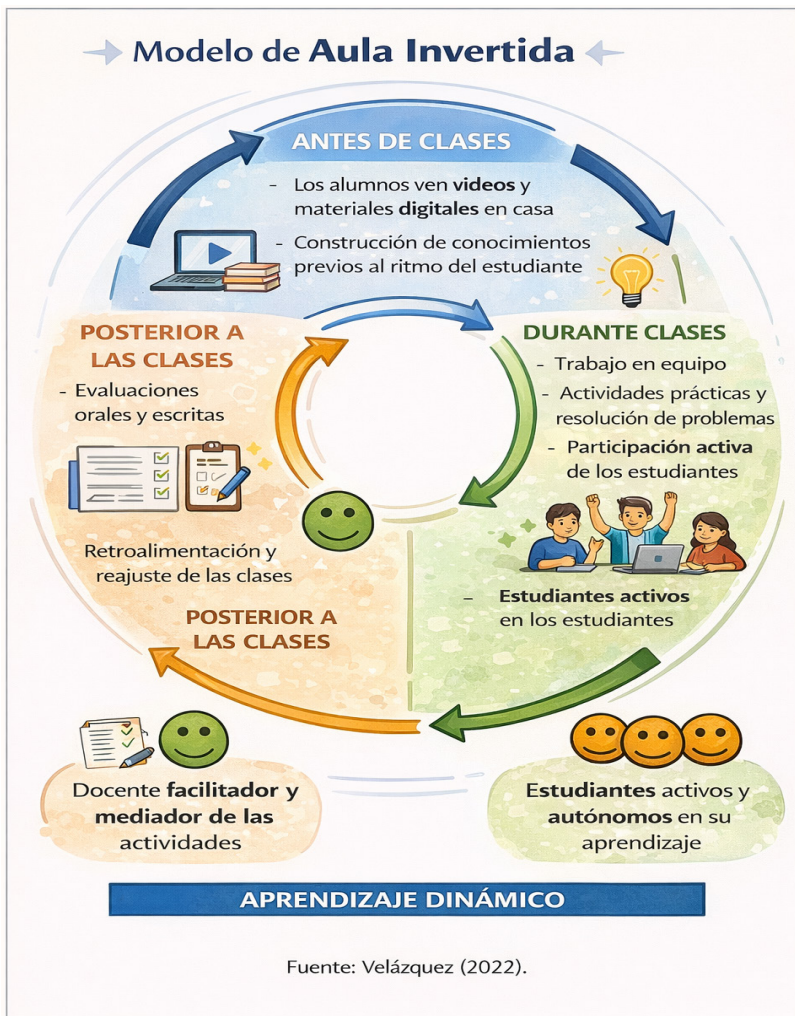 Modelo de Aula Invertida
ANTES DE CLASES
- Los alumnos ven videos y
materiales digitales en casa
- Construcción de conocimientos
previos al ritmo del estudiante
POSTERIOR A
LAS CLASES
- Evaluaciones
orales y escritas
Retroalimentación y
reajuste de las clases
POSTERIOR A
LAS CLASES
DURANTE CLASES
- Trabajo en equipo
- Actividades prácticas y
resolución de problemas
- Participación activa
de los estudiantes
- Estudiantes activos
en los estudiantes
Docente facilitador y
mediador de las
actividades
Estudiantes activos y
autónomos en su
aprendizaje
APRENDIZAJE DINÁMICO
Fuente: Velázquez (2022).